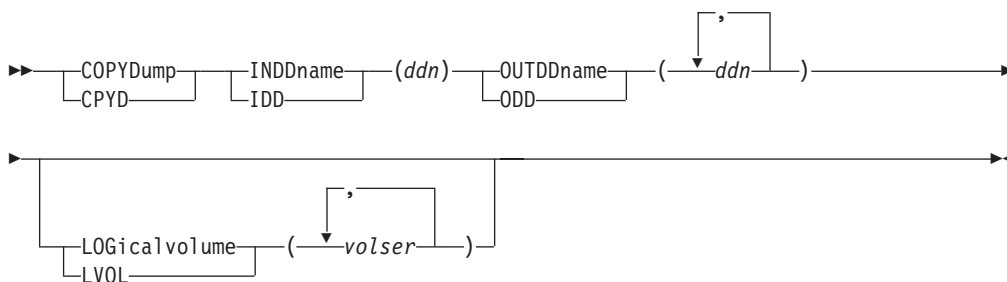 ,
COPYDump INDDname (ddn) OUTDDname ( ddn )
CPYD IDD ODD
,
LOGicalvolume ( volser )
LVOL